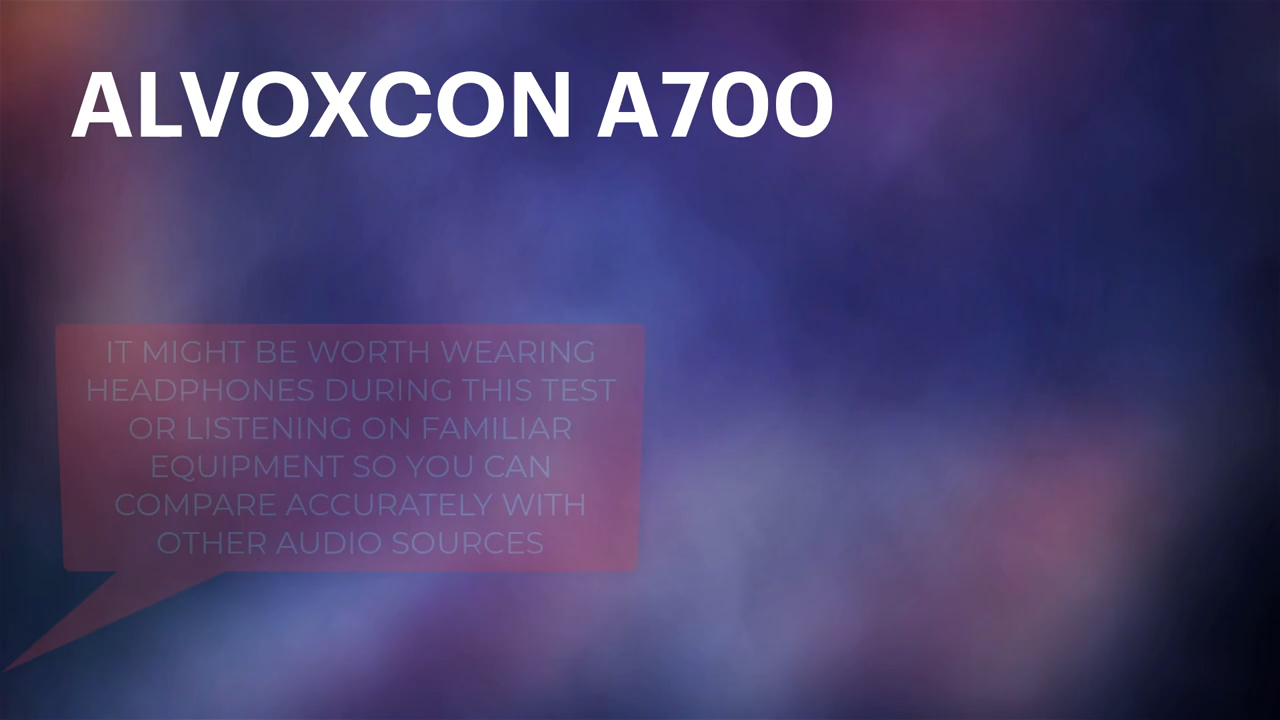 ALVOXCON A700
IT MIGHT BE WORTH WEARING
HEADPHONES DURING THIS TEST
OR LISTENING ON FAMILIAR
EQUIPMENT SO YOU CAN
COMPARE ACCURATELY WITH
OTHER AUDIO SOURCES